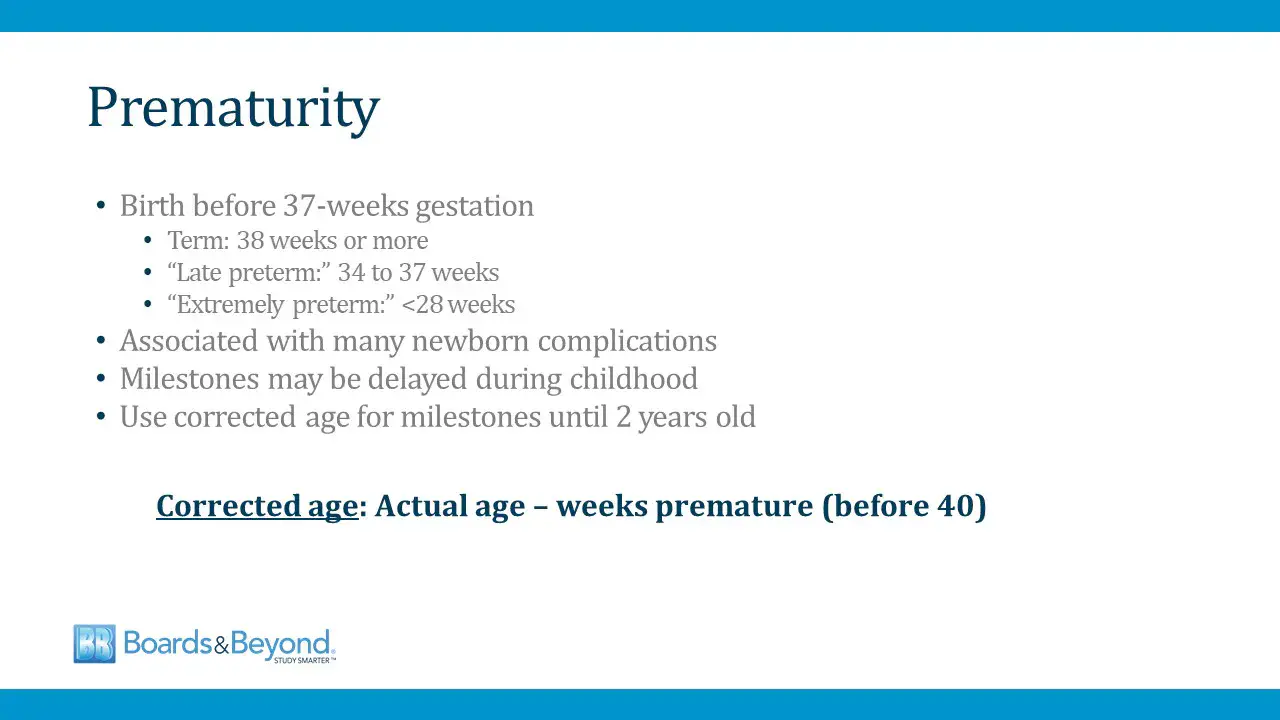 Prematurity
• Birth before 37-weeks gestation
• Term: 38 weeks or more
• “Late preterm:” 34 to 37 weeks
• “Extremely preterm:” <28 weeks
• Associated with many newborn complications
• Milestones may be delayed during childhood
• Use corrected age for milestones until 2 years old
Corrected age: Actual age – weeks premature (before 40)
BB Boards&Beyond.
STUDY SMARTER™